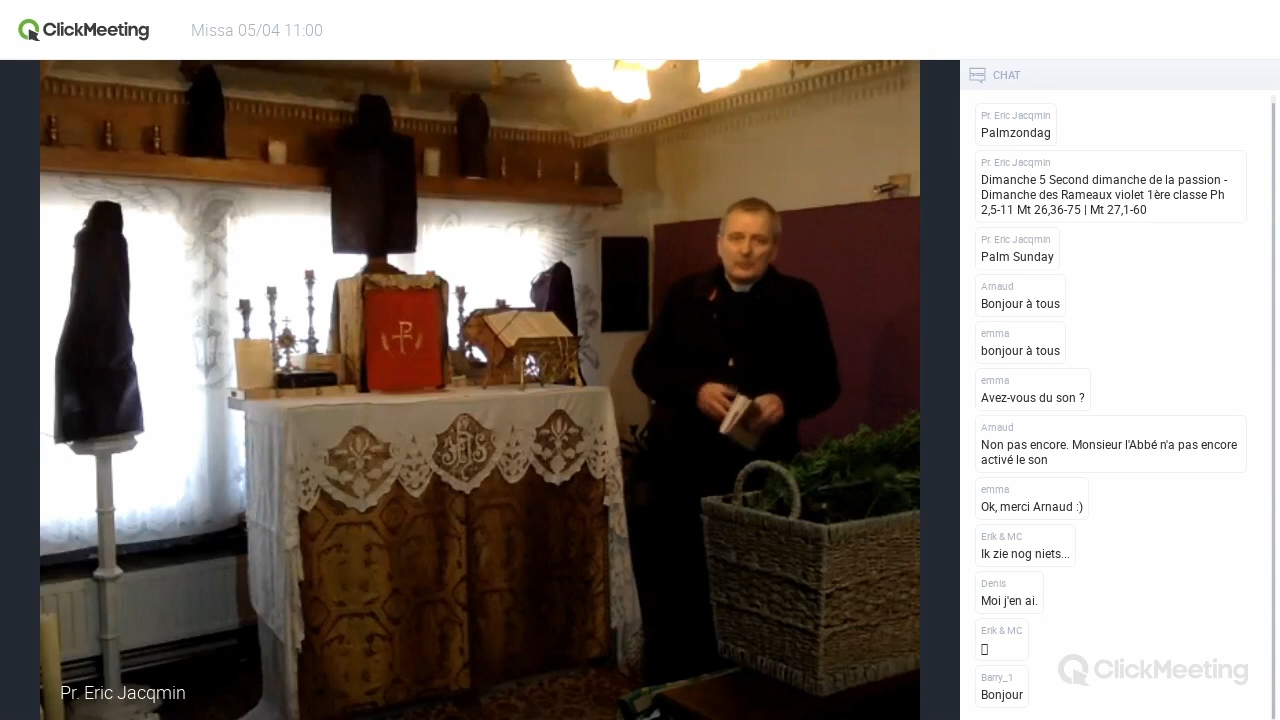 ClickMeeting
Missa 05/04 11:00
CHAT
Pr. Eric Jacqmin
Palmzondag
Pr. Eric Jacqmin
Dimanche 5 Second dimanche de la passion -
Dimanche des Rameaux violet 1ère classe Ph
2,5-11 Mt 26,36-75 | Mt 27,1-60
Pr. Eric Jacqmin
Palm Sunday
Arnaud
Bonjour à tous
emma
bonjour à tous
emma
Avez-vous du son ?
Arnaud
Non pas encore. Monsieur l'Abbé n'a pas encore
activé le son
emma
Ok, merci Arnaud :)
Erik & MC
Ik zie nog niets...
Denis
Moi j'en ai.
Erik & MC
Barry_1
Bonjour
ClickMeeting
Pr. Eric Jacqmin
JHS